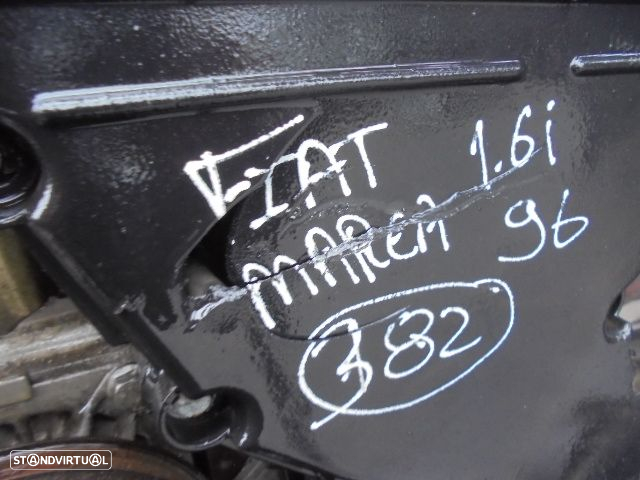 FIAT 1.6i
MAREA 96
382
STANDVIRTUAL